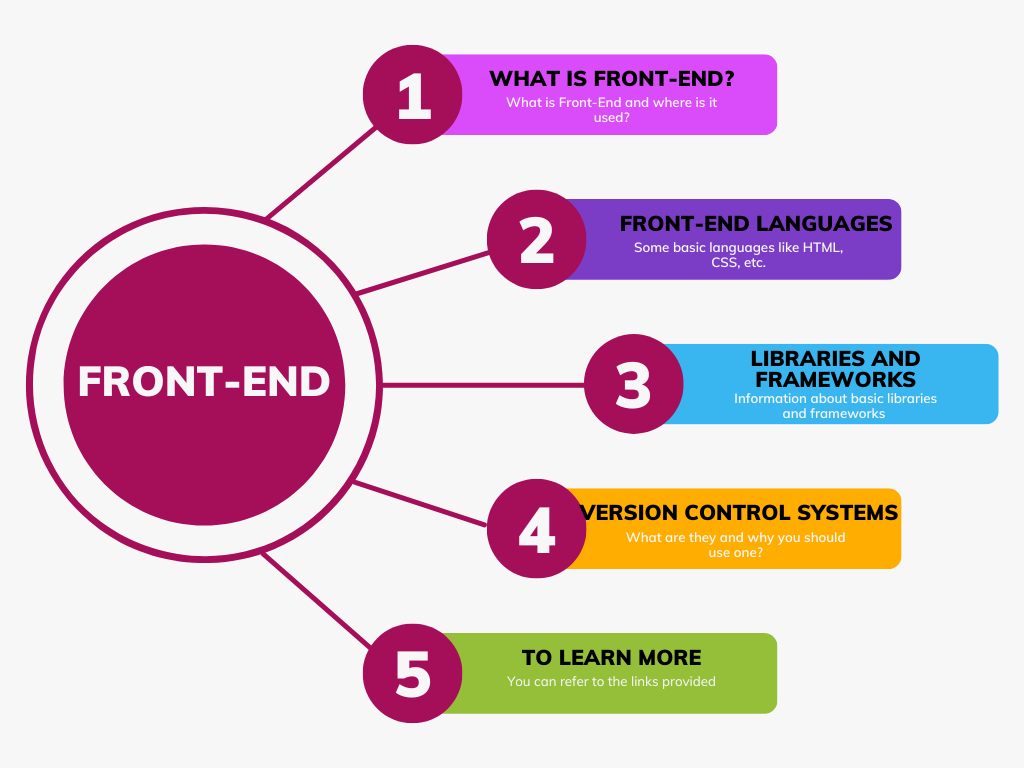 FRONT-END
1
WHAT IS FRONT-END?
What is Front-End and where is it
used?
2
FRONT-END LANGUAGES
Some basic languages like HTML,
CSS, etc.
3
LIBRARIES AND
FRAMEWORKS
Information about basic libraries
and frameworks
4
VERSION CONTROL SYSTEMS
What are they and why you should
use one?
5
TO LEARN MORE
You can refer to the links provided